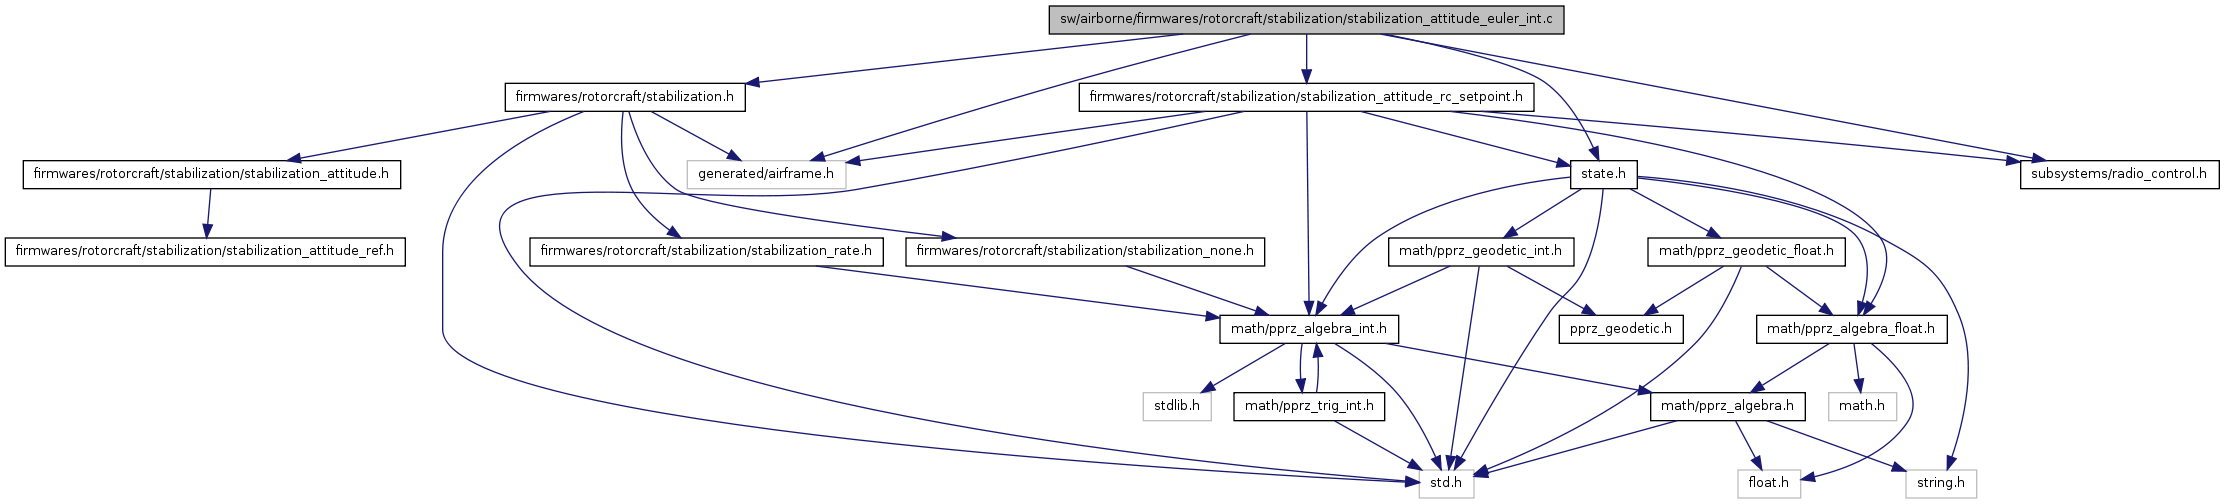 sw/airborne/firmwares/rotorcraft/stabilization/stabilization_attitude_euler_int.c
firmwares/rotorcraft/stabilization.h
firmwares/rotorcraft/stabilization/stabilization_attitude_rc_setpoint.h
firmwares/rotorcraft/stabilization/stabilization_attitude.h
generated/airframe.h
state.h
subsystems/radio_control.h
firmwares/rotorcraft/stabilization/stabilization_attitude_ref.h
firmwares/rotorcraft/stabilization/stabilization_rate.h
firmwares/rotorcraft/stabilization/stabilization_none.h
math/pprz_geodetic_int.h
math/pprz_geodetic_float.h
math/pprz_algebra_int.h
pprz_geodetic.h
math/pprz_algebra_float.h
stdlib.h
math/pprz_trig_int.h
math/pprz_algebra.h
math.h
std.h
float.h
string.h